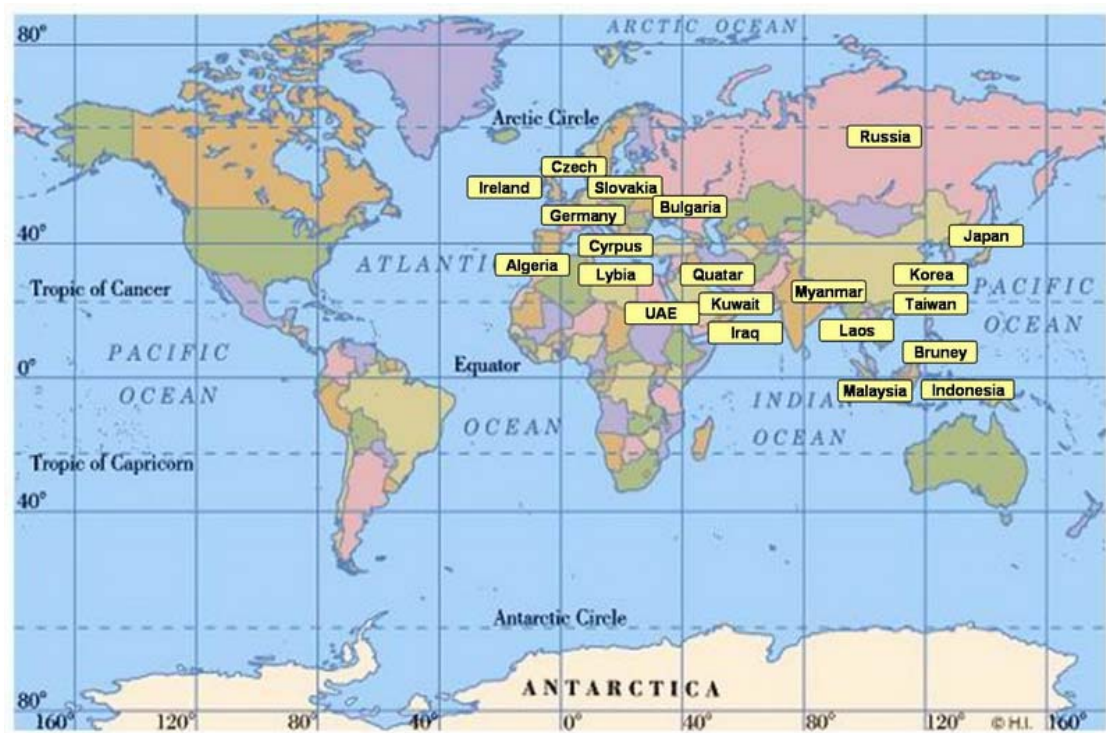 80°
ARCTIC OCEAN
Arctic Circle
Russia
Czech
Ireland
Slovakia
Bulgaria
Germany
40°
Japan
Cyrpus
ATLANTIC
Algeria
Lybia
Quatar
Korea
Tropic of Cancer
Myanmar
PACIFIC
Kuwait
Taiwan
UAE
OCEAN
Iraq
Laos
PACIFIC
Bruney
Equator
0°
OCEAN
Malaysia
Indonesia
INDIAN
OCEAN
OCEAN
Tropic of Capricorn
40°
Antarctic Circle
ANTARCTICA
80°
160° 120° 80° 40° 0° 40° 80° 120° © H.I. 160°